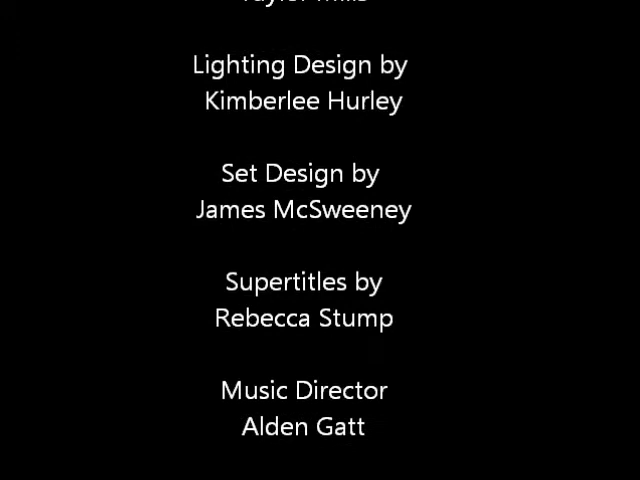 Lighting Design by
Kimberlee Hurley
Set Design by
James McSweeney
Supertitles by
Rebecca Stump
Music Director
Alden Gatt